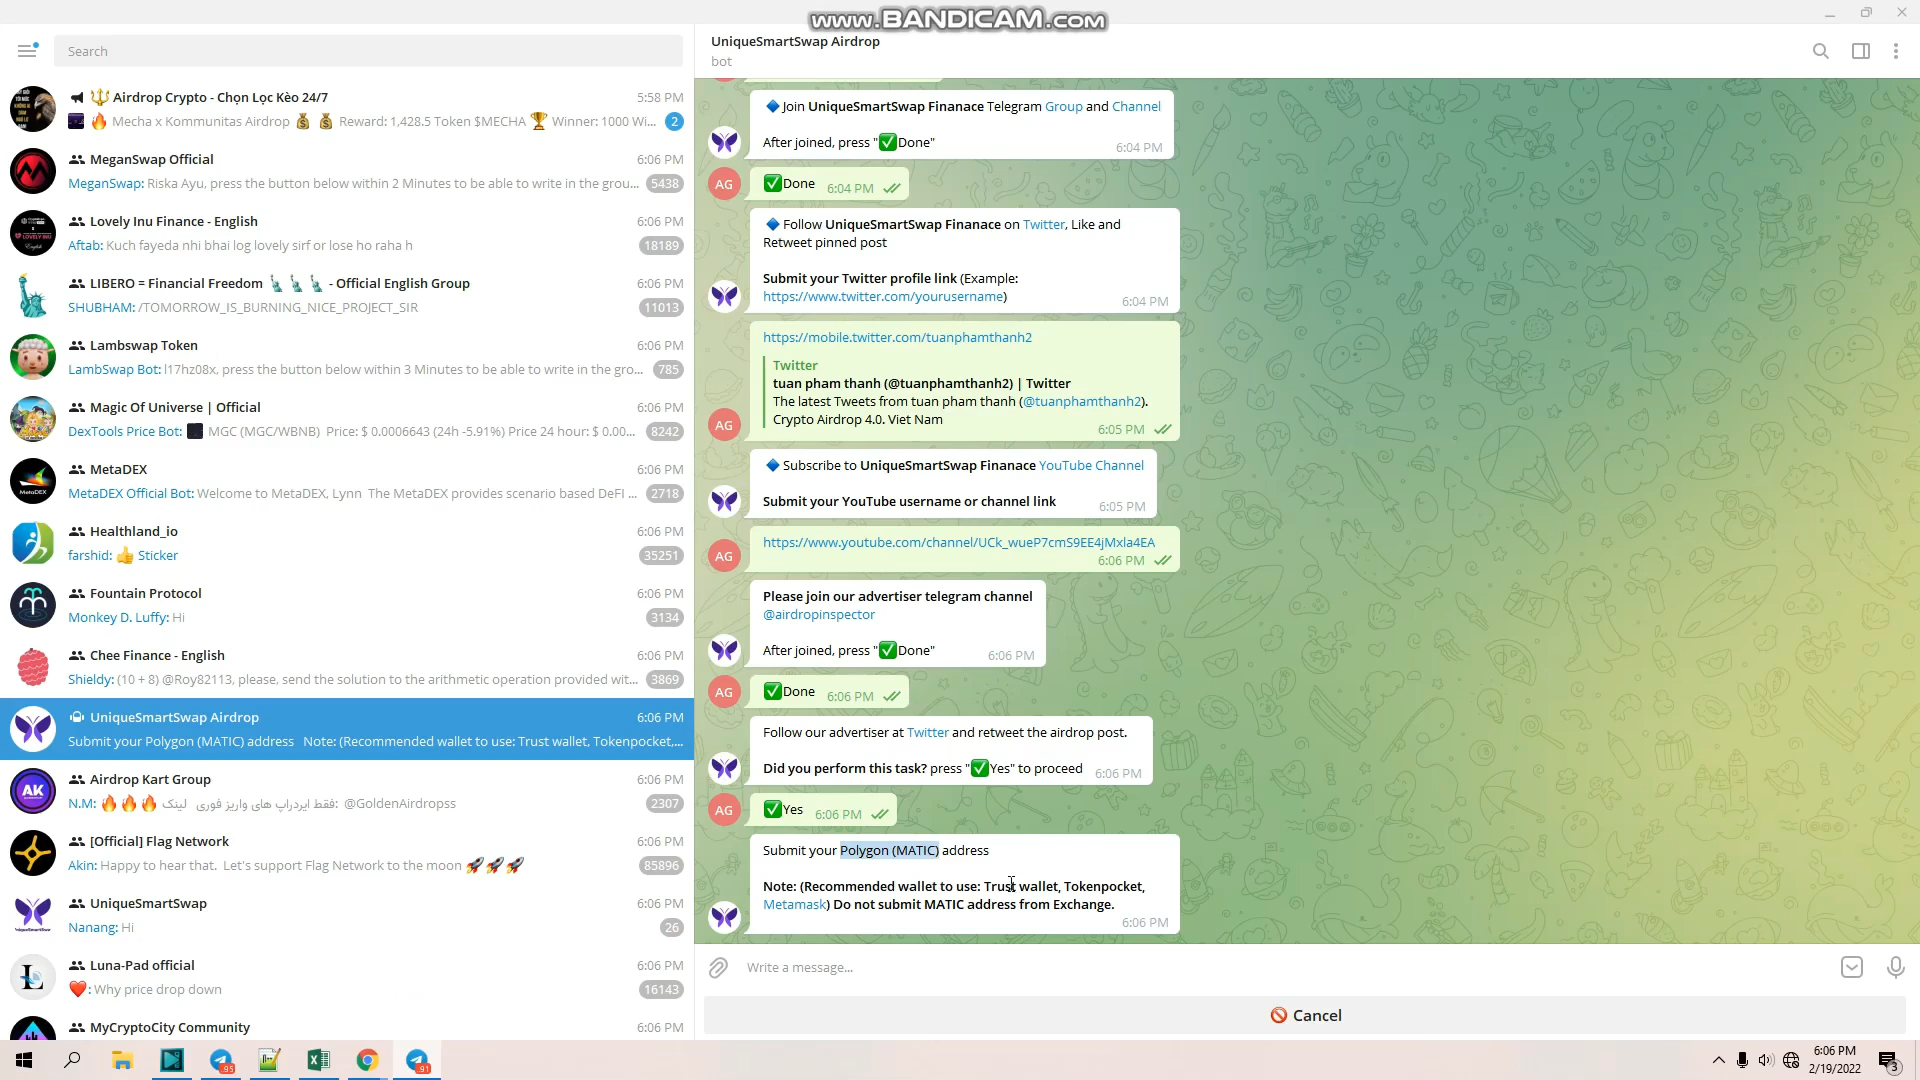 www.BANDICAM.com
Search
Airdrop Crypto - Chọn Lọc Kèo 24/7
5:58 PM
Mecha x Kommunitas Airdrop 💰 💰 Reward: 1,428.5 Token $MECHA 🏆 Winner: 1000 Wi...
2
MeganSwap Official
6:06 PM
MeganSwap: Riska Ayu, press the button below within 2 Minutes to be able to write in the grou...
5438
Lovely Inu Finance - English
6:06 PM
Aftab: Kuch fayeda nhi bhai log lovely sirf or lose ho raha h
18189
LIBERO = Financial Freedom 🗽 🗽 🗽 - Official English Group
6:06 PM
SHUBHAM: /TOMORROW_IS_BURNING_NICE_PROJECT_SIR
11013
Lambswap Token
6:06 PM
LambSwap Bot: l17hz08x, press the button below within 3 Minutes to be able to write in the gro...
785
Magic Of Universe | Official
6:06 PM
DexTools Price Bot: MGC (MGC/WBNB) Price: $ 0.0006643 (24h -5.91%) Price 24 hour: $ 0.00...
8242
MetaDEX
6:06 PM
MetaDEX Official Bot: Welcome to MetaDEX, Lynn The MetaDEX provides scenario based DeFI ...
2718
Healthland_io
6:06 PM
farshid: 👍 Sticker
35251
Fountain Protocol
6:06 PM
Monkey D. Luffy: Hi
3134
Chee Finance - English
6:06 PM
Shieldy: (10 + 8) @Roy82113, please, send the solution to the arithmetic operation provided wit...
3869
UniqueSmartSwap Airdrop
6:06 PM
Submit your Polygon (MATIC) address Note: (Recommended wallet to use: Trust wallet, Tokenpocket,...
AK
Airdrop Kart Group
6:06 PM
N.M: 🔥 🔥 🔥 فقط ایردراپ های واریز فوری لینک: @GoldenAirdropss
2307
[Official] Flag Network
6:06 PM
Akin: Happy to hear that. Let's support Flag Network to the moon 🚀🚀🚀
85896
UniqueSmartSwap
6:06 PM
Nanang: Hi
26
Luna-Pad official
6:06 PM
❤️: Why price drop down
16143
MyCryptoCity Community
6:06 PM
UniqueSmartSwap Airdrop
bot
🔷 Join UniqueSmartSwap Finanace Telegram Group and Channel
After joined, press "✅Done"
6:04 PM
AG
✅Done
6:04 PM
🔷 Follow UniqueSmartSwap Finanace on Twitter, Like and
Retweet pinned post
Submit your Twitter profile link (Example:
https://www.twitter.com/yourusername)
6:04 PM
https://mobile.twitter.com/tuanphamthanh2
Twitter
tuan pham thanh (@tuanphamthanh2) | Twitter
The latest Tweets from tuan pham thanh (@tuanphamthanh2).
Crypto Airdrop 4.0. Viet Nam
AG
6:05 PM
🔷 Subscribe to UniqueSmartSwap Finanace YouTube Channel
Submit your YouTube username or channel link
6:05 PM
https://www.youtube.com/channel/UCk_wueP7cmS9EE4jMxla4EA
AG
6:06 PM
Please join our advertiser telegram channel
@airdropinspector
After joined, press "✅Done"
6:06 PM
AG
✅Done
6:06 PM
Follow our advertiser at Twitter and retweet the airdrop post.
Did you perform this task? press "✅Yes" to proceed
6:06 PM
AG
✅Yes
6:06 PM
Submit your Polygon (MATIC) address
Note: (Recommended wallet to use: Trust wallet, Tokenpocket,
Metamask) Do not submit MATIC address from Exchange.
6:06 PM
Write a message...
🚫 Cancel
95
91
6:06 PM
2/19/2022
3